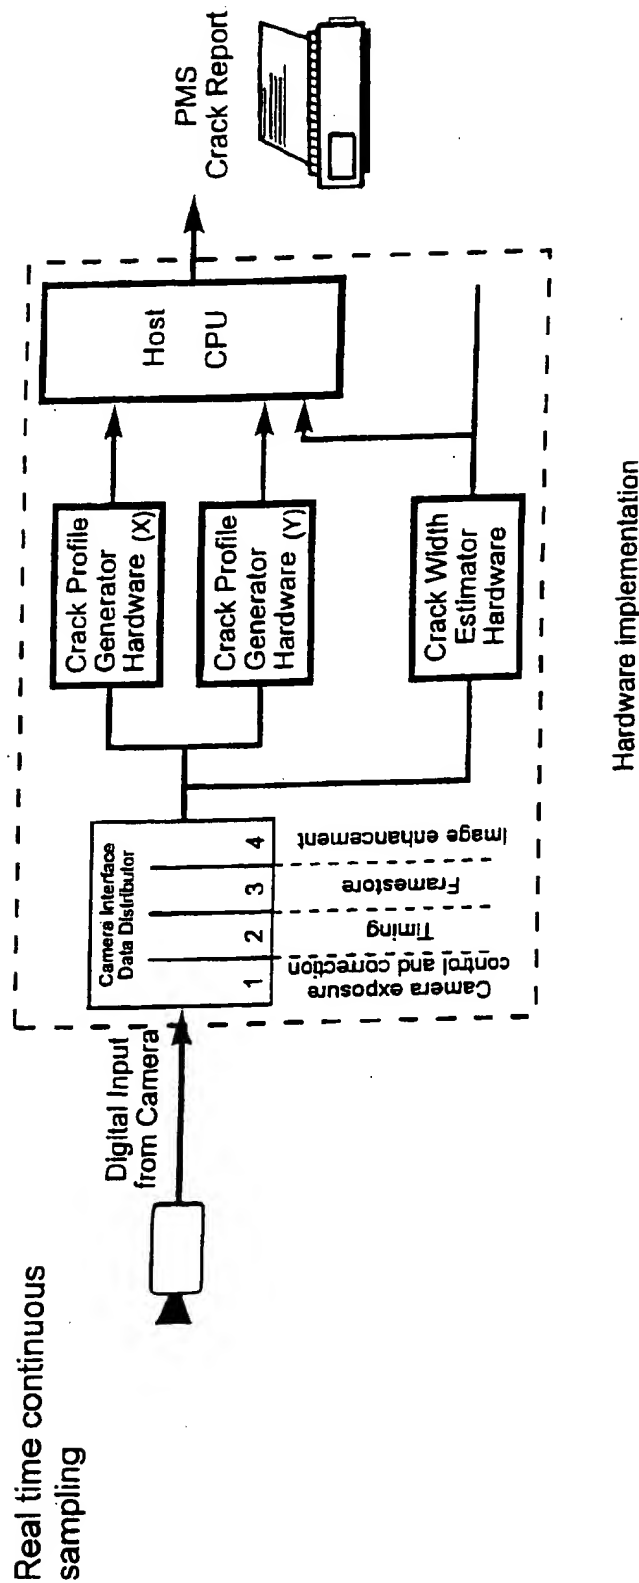 Real time continuous
sampling
Digital Input
from Camera
Camera Interface
Data Distributor
1 2 3 4
Camera exposure
control and correction
Timing
Framestore
Image enhancement
Crack Profile
Generator
Hardware (X)
Crack Profile
Generator
Hardware (Y)
Crack Width
Estimator
Hardware
Host
CPU
PMS
Crack Report
Hardware implementation